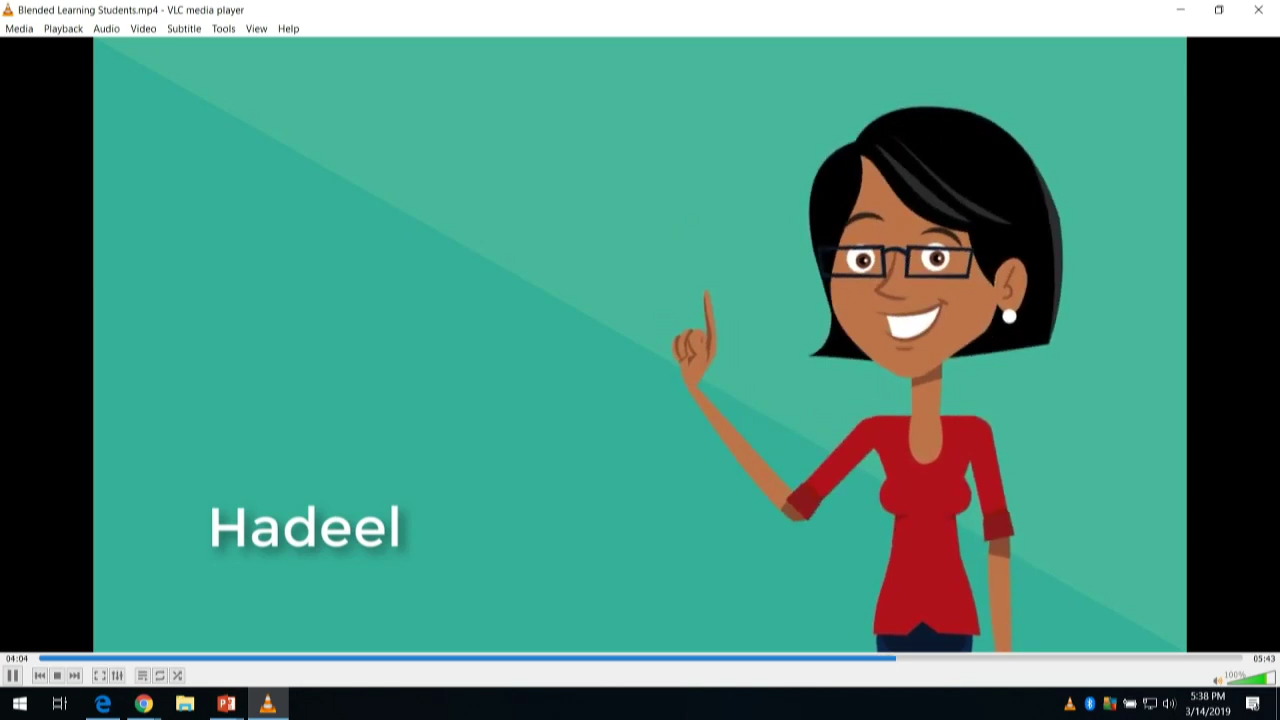 Blended Learning Students.mp4 - VLC media player
Media Playback Audio Video Subtitle Tools View Help
Hadeel
04:04
05:43
100%
5:38 PM
3/14/2019